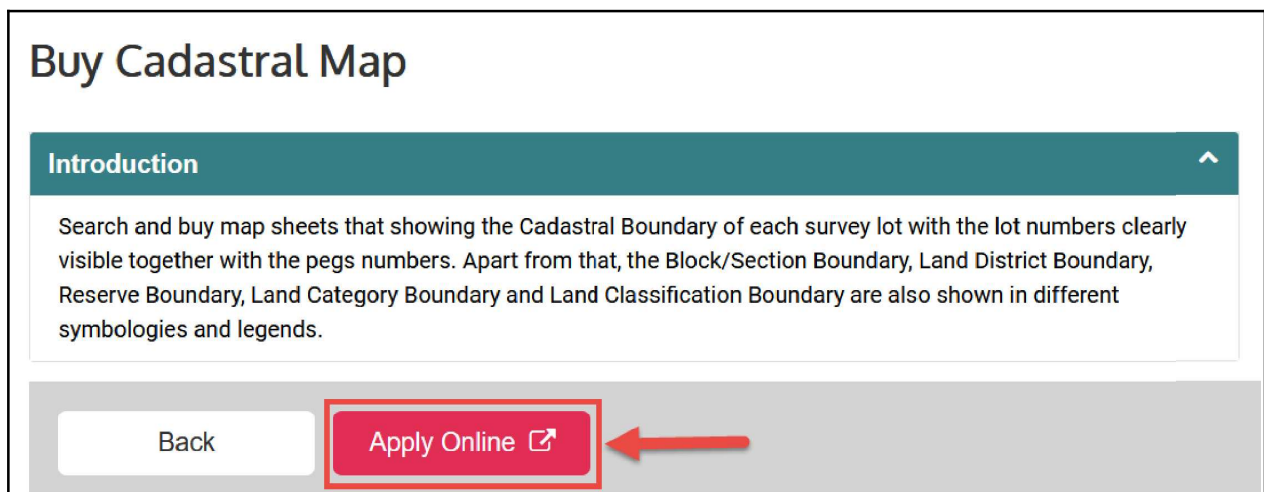 Buy Cadastral Map
Introduction
Search and buy map sheets that showing the Cadastral Boundary of each survey lot with the lot numbers clearly
visible together with the pegs numbers. Apart from that, the Block/Section Boundary, Land District Boundary,
Reserve Boundary, Land Category Boundary and Land Classification Boundary are also shown in different
symbologies and legends.
Back
Apply Online